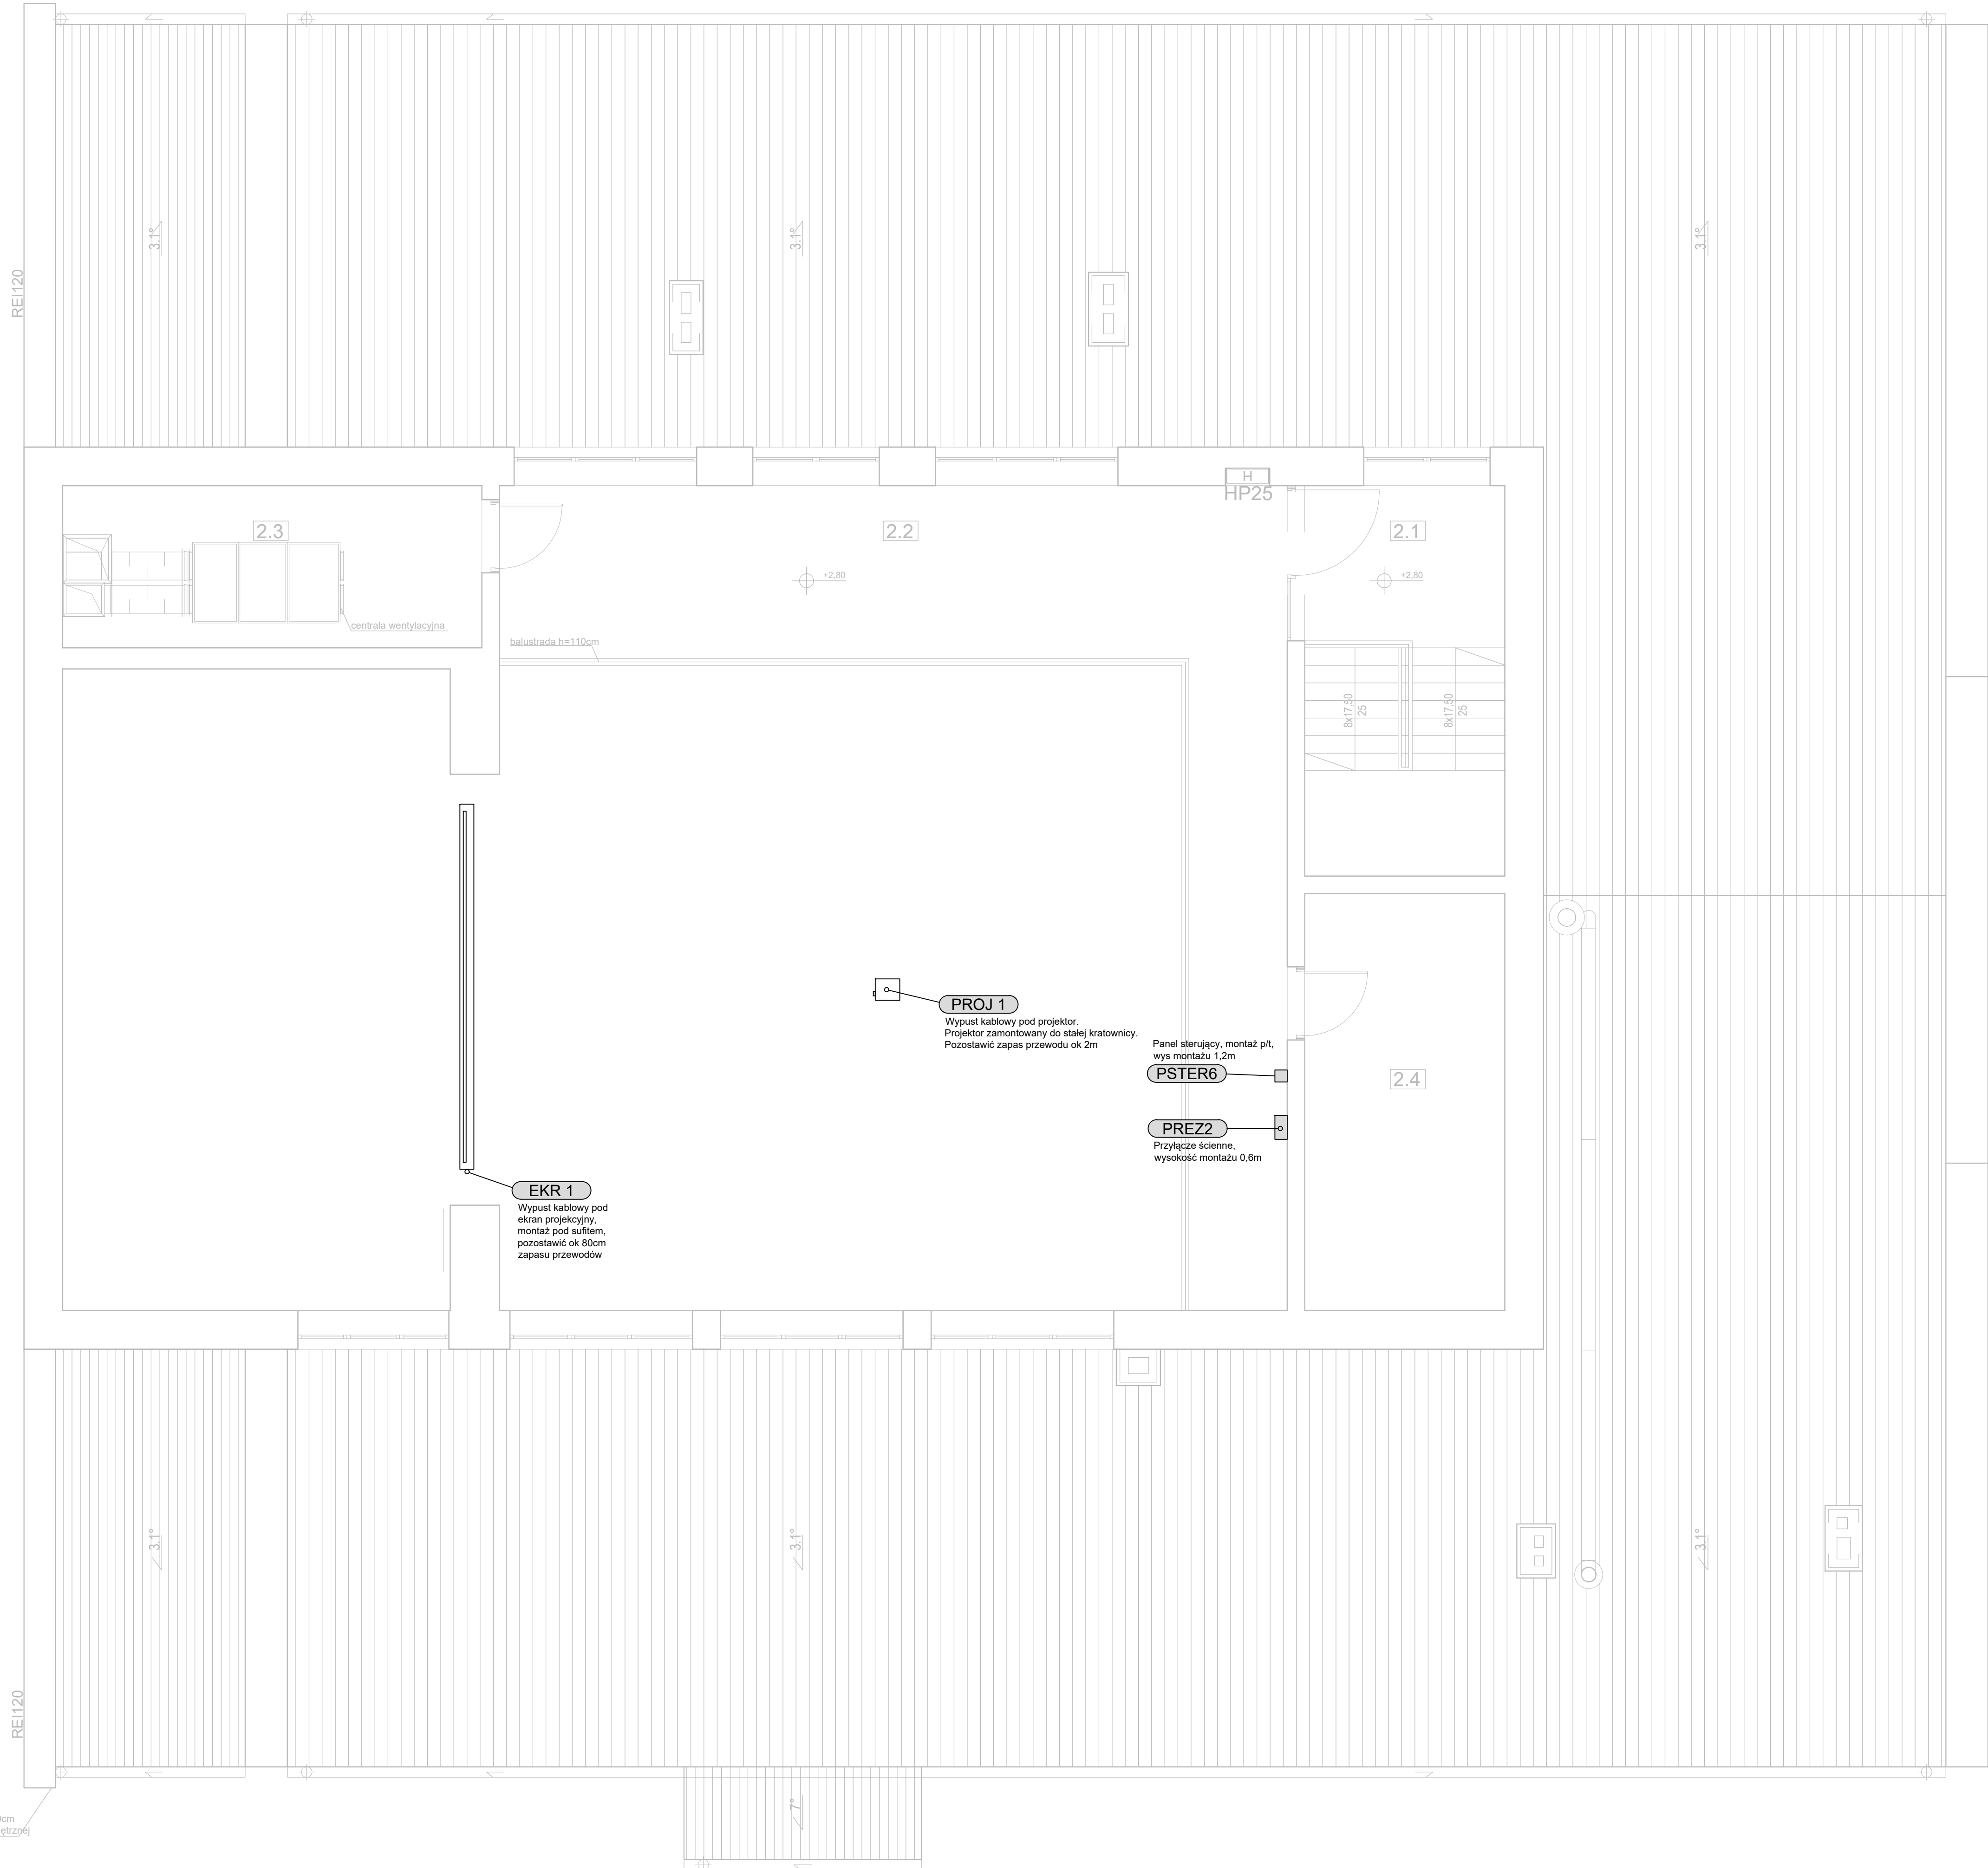 3.1°
3.1°
3.1°
REI120
H
HP25
2.3
2.2
2.1
+2,80
+2,80
centrala wentylacyjna
balustrada h=110cm
8x17.50
25
8x17.50
25
PROJ 1
Wypust kablowy pod projektor.
Projektor zamontowany do stałej kratownicy.
Pozostawić zapas przewodu ok 2m
Panel sterujący, montaż p/t,
wys montażu 1,2m
PSTER6
2.4
PREZ2
Przyłącze ścienne,
wysokość montażu 0,6m
EKR 1
Wypust kablowy pod
ekran projekcyjny,
montaż pod sufitem,
pozostawić ok 80cm
zapasu przewodów
3.1°
3.1°
3.1°
REI120
7°
cm
ętrznej